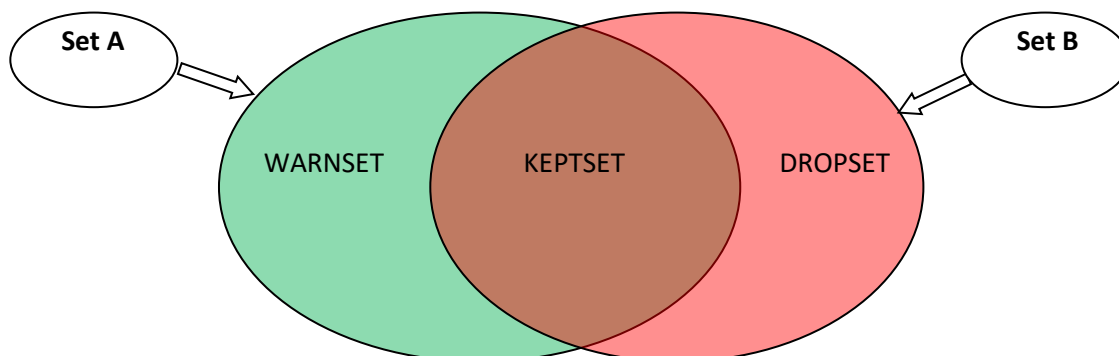 Set A
Set B
WARNSET
KEPTSET
DROPSET